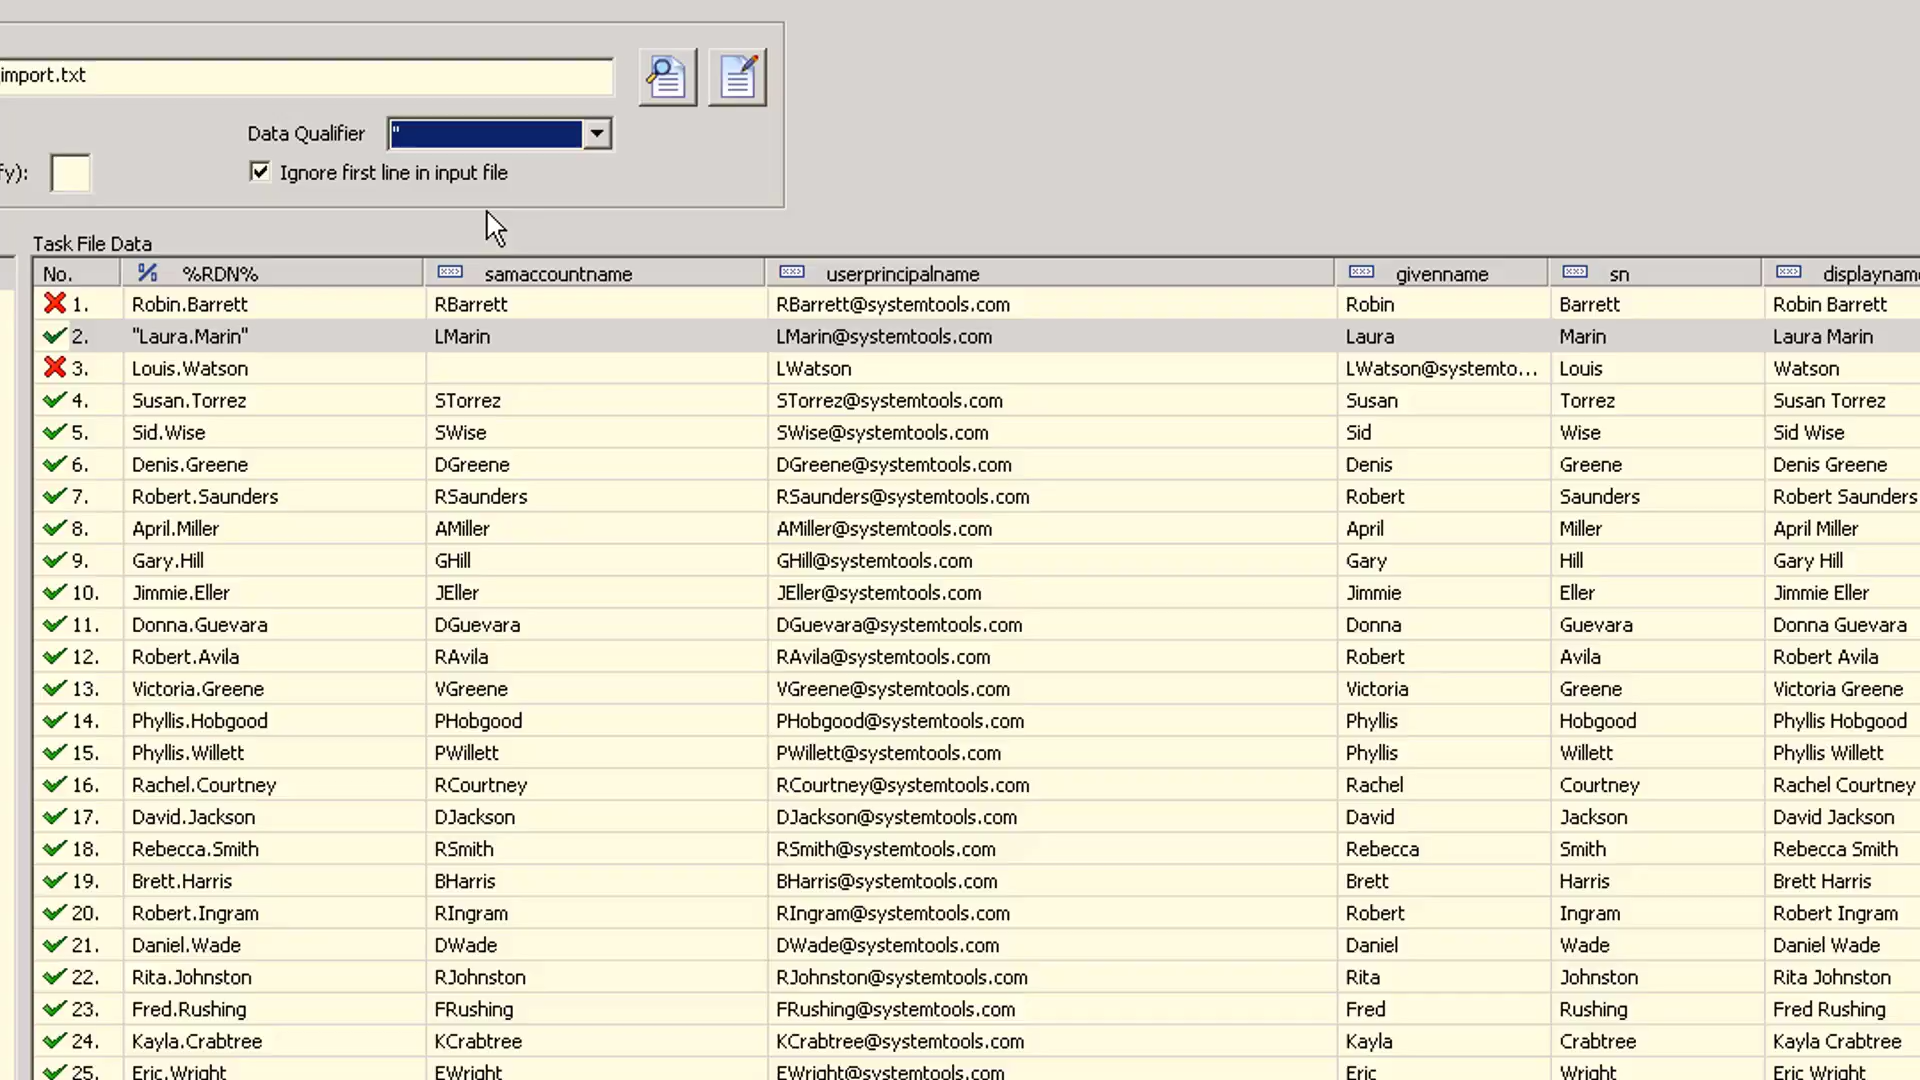 import.txt
Data Qualifier "
fy):
Ignore first line in input file
Task File Data
No. %RDN% samaccountname userprincipalname givenname sn displayname
1. Robin.Barrett RBarrett RBarrett@systemtools.com Robin Barrett Robin Barrett
2. "Laura.Marin" LMarin LMarin@systemtools.com Laura Marin Laura Marin
3. Louis.Watson LWatson LWatson@systemto... Louis Watson
4. Susan.Torrez STorrez STorrez@systemtools.com Susan Torrez Susan Torrez
5. Sid.Wise SWise SWise@systemtools.com Sid Wise Sid Wise
6. Denis.Greene DGreene DGreene@systemtools.com Denis Greene Denis Greene
7. Robert.Saunders RSaunders RSaunders@systemtools.com Robert Saunders Robert Saunders
8. April.Miller AMiller AMiller@systemtools.com April Miller April Miller
9. Gary.Hill GHill GHill@systemtools.com Gary Hill Gary Hill
10. Jimmie.Eller JEller JEller@systemtools.com Jimmie Eller Jimmie Eller
11. Donna.Guevara DGuevara DGuevara@systemtools.com Donna Guevara Donna Guevara
12. Robert.Avila RAvila RAvila@systemtools.com Robert Avila Robert Avila
13. Victoria.Greene VGreene VGreene@systemtools.com Victoria Greene Victoria Greene
14. Phyllis.Hobgood PHobgood PHobgood@systemtools.com Phyllis Hobgood Phyllis Hobgood
15. Phyllis.Willett PWillett PWillett@systemtools.com Phyllis Willett Phyllis Willett
16. Rachel.Courtney RCourtney RCourtney@systemtools.com Rachel Courtney Rachel Courtney
17. David.Jackson DJackson DJackson@systemtools.com David Jackson David Jackson
18. Rebecca.Smith RSmith RSmith@systemtools.com Rebecca Smith Rebecca Smith
19. Brett.Harris BHarris BHarris@systemtools.com Brett Harris Brett Harris
20. Robert.Ingram RIngram RIngram@systemtools.com Robert Ingram Robert Ingram
21. Daniel.Wade DWade DWade@systemtools.com Daniel Wade Daniel Wade
22. Rita.Johnston RJohnston RJohnston@systemtools.com Rita Johnston Rita Johnston
23. Fred.Rushing FRushing FRushing@systemtools.com Fred Rushing Fred Rushing
24. Kayla.Crabtree KCrabtree KCrabtree@systemtools.com Kayla Crabtree Kayla Crabtree
25. Eric.Wright EWright EWright@systemtools.com Eric Wright Eric Wright